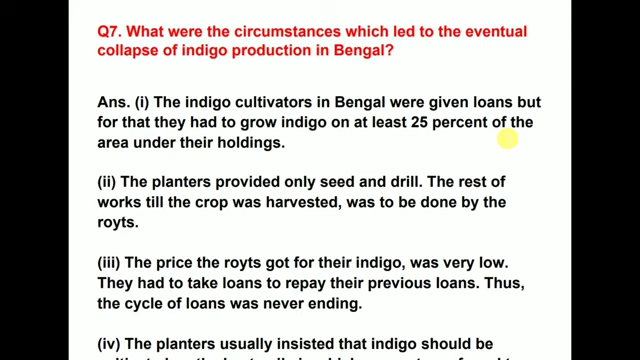 Q7. What were the circumstances which led to the eventual
collapse of indigo production in Bengal?
Ans. (i) The indigo cultivators in Bengal were given loans but
for that they had to grow indigo on at least 25 percent of the
area under their holdings.
(ii) The planters provided only seed and drill. The rest of
works till the crop was harvested, was to be done by the
royts.
(iii) The price the royts got for their indigo, was very low.
They had to take loans to repay their previous loans. Thus,
the cycle of loans was never ending.
(iv) The planters usually insisted that indigo should be